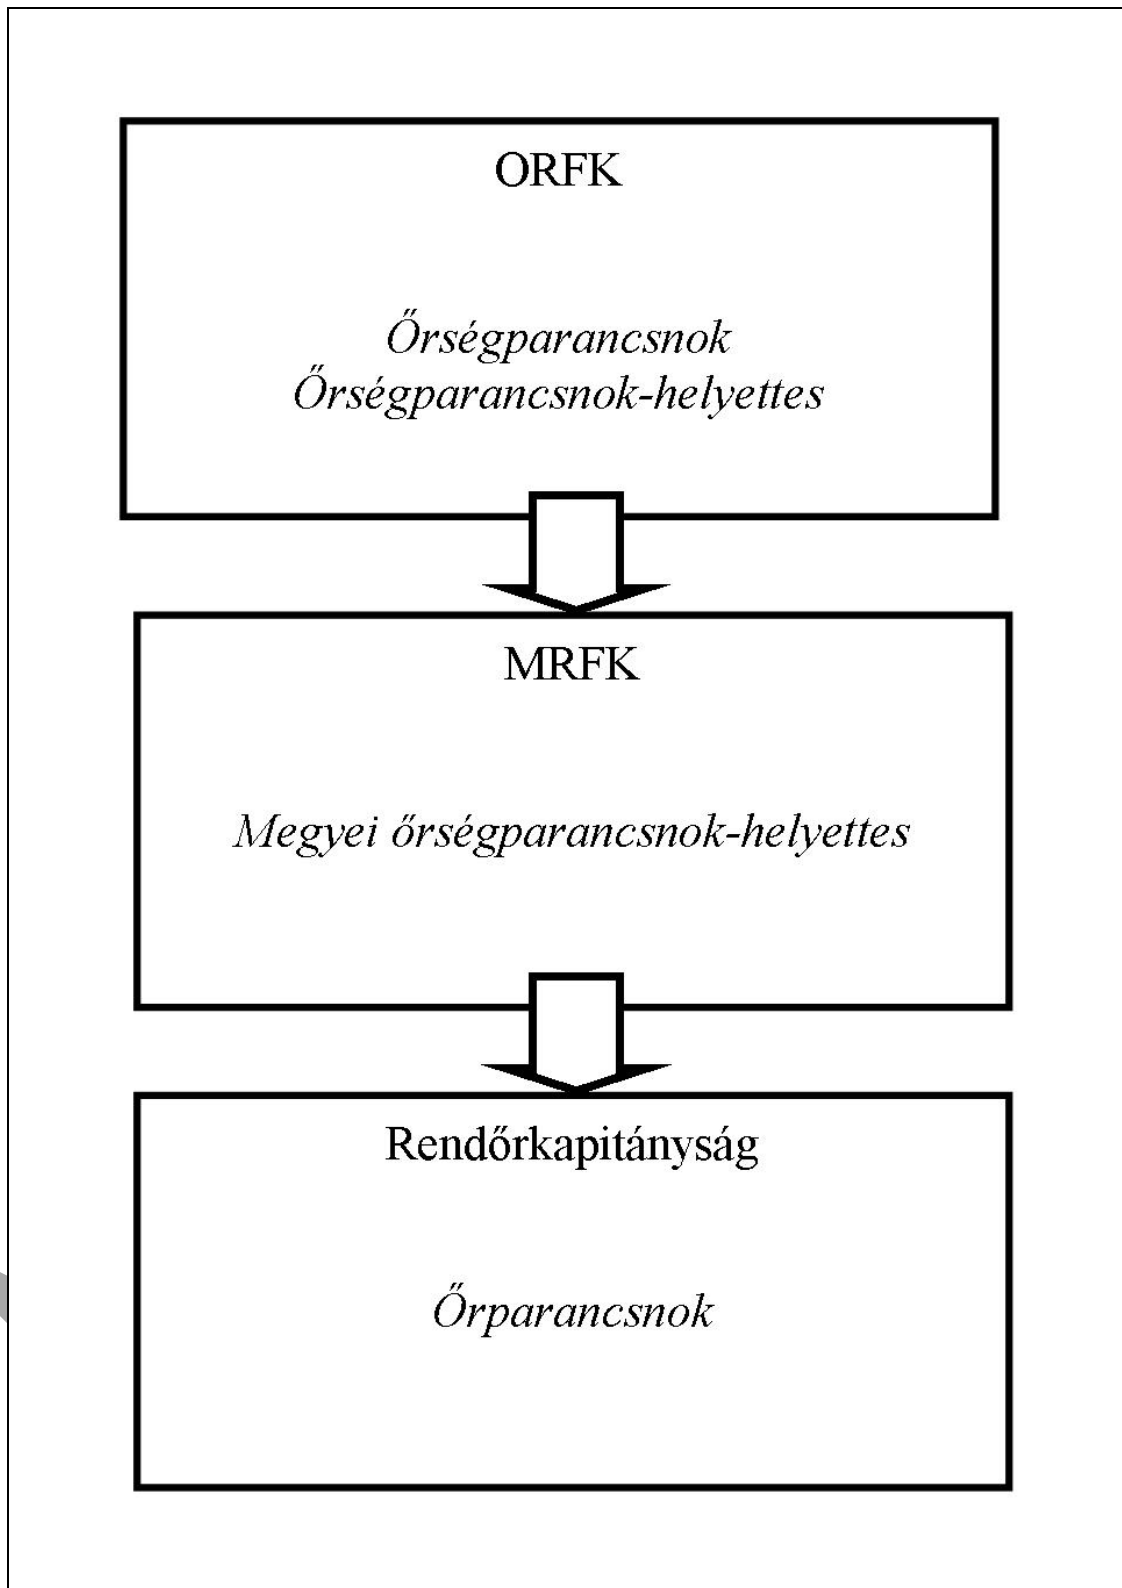 ORFK
Őrségparancsnok
Őrségparancsnok-helyettes
MRFK
Megyei őrségparancsnok-helyettes
Rendőrkapitányság
Őrparancsnok